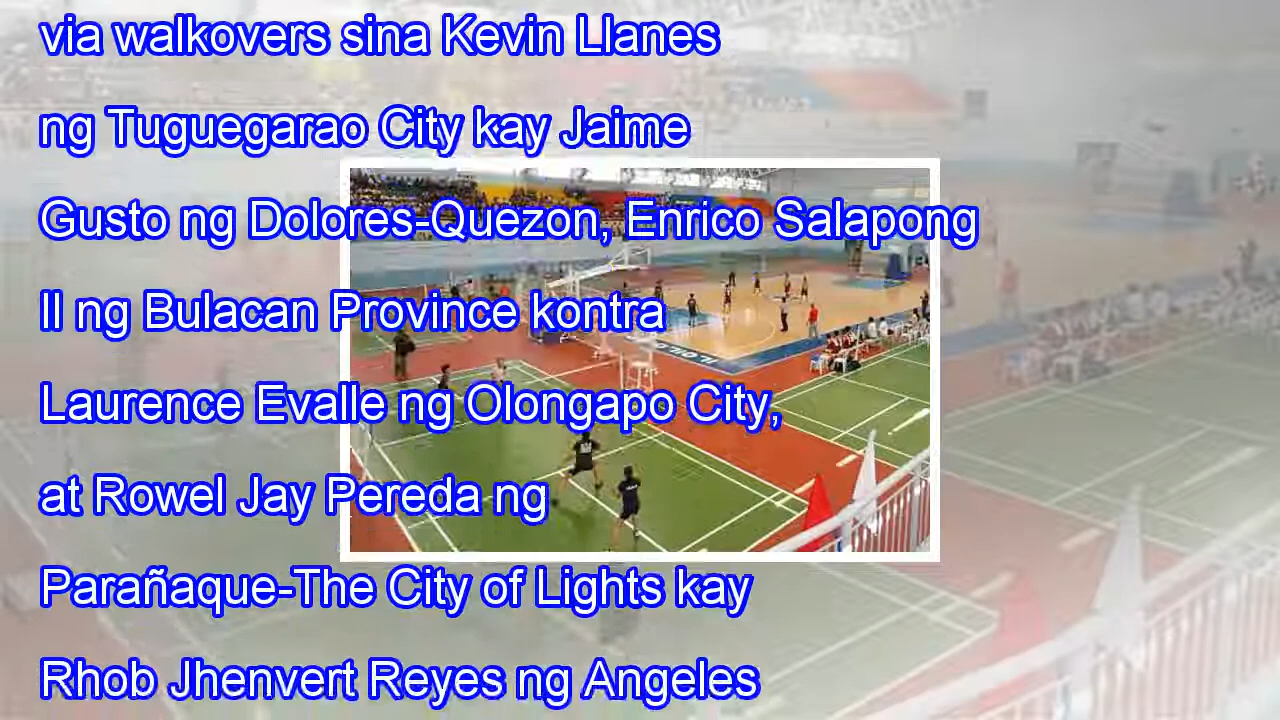 via walkovers sina Kevin Llanes
ng Tuguegarao City kay Jaime
Gusto ng Dolores-Quezon, Enrico Salapong
II ng Bulacan Province kontra
Laurence Evalle ng Olongapo City,
at Rowel Jay Pereda ng
Parañaque-The City of Lights kay
Rhob Jhenvert Reyes ng Angeles
ILOILO